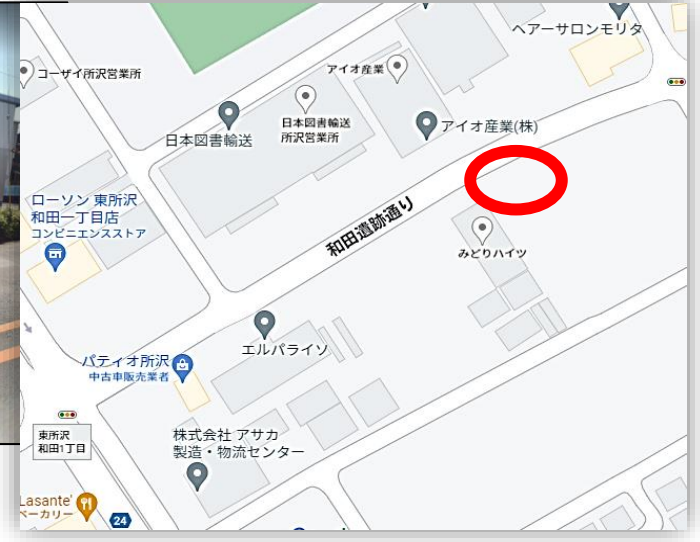 ヘアーサロンモリタ
コーザイ所沢営業所
アイオ産業
日本図書輸送
日本図書輸送
所沢営業所
アイオ産業(株)
ローソン 東所沢
和田一丁目店
コンビニエンスストア
和田遺跡通り
みどりハイツ
エルパライソ
パティオ所沢
中古車販売業者
東所沢
和田1丁目
株式会社 アサカ
製造・物流センター
Lasante'
ベーカリー
24